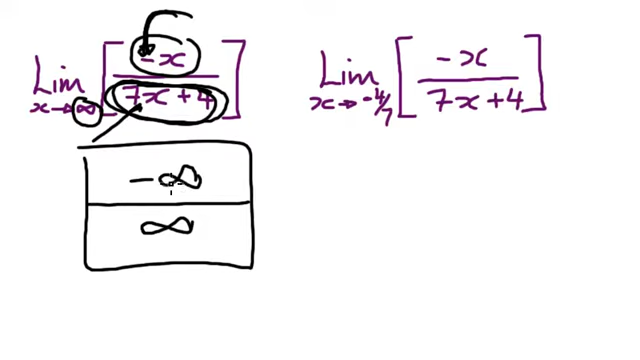 Lim x→∞ [ -x / 7x + 4 ]
-∞
∞
Lim x→-4/7 [ -x / 7x + 4 ]